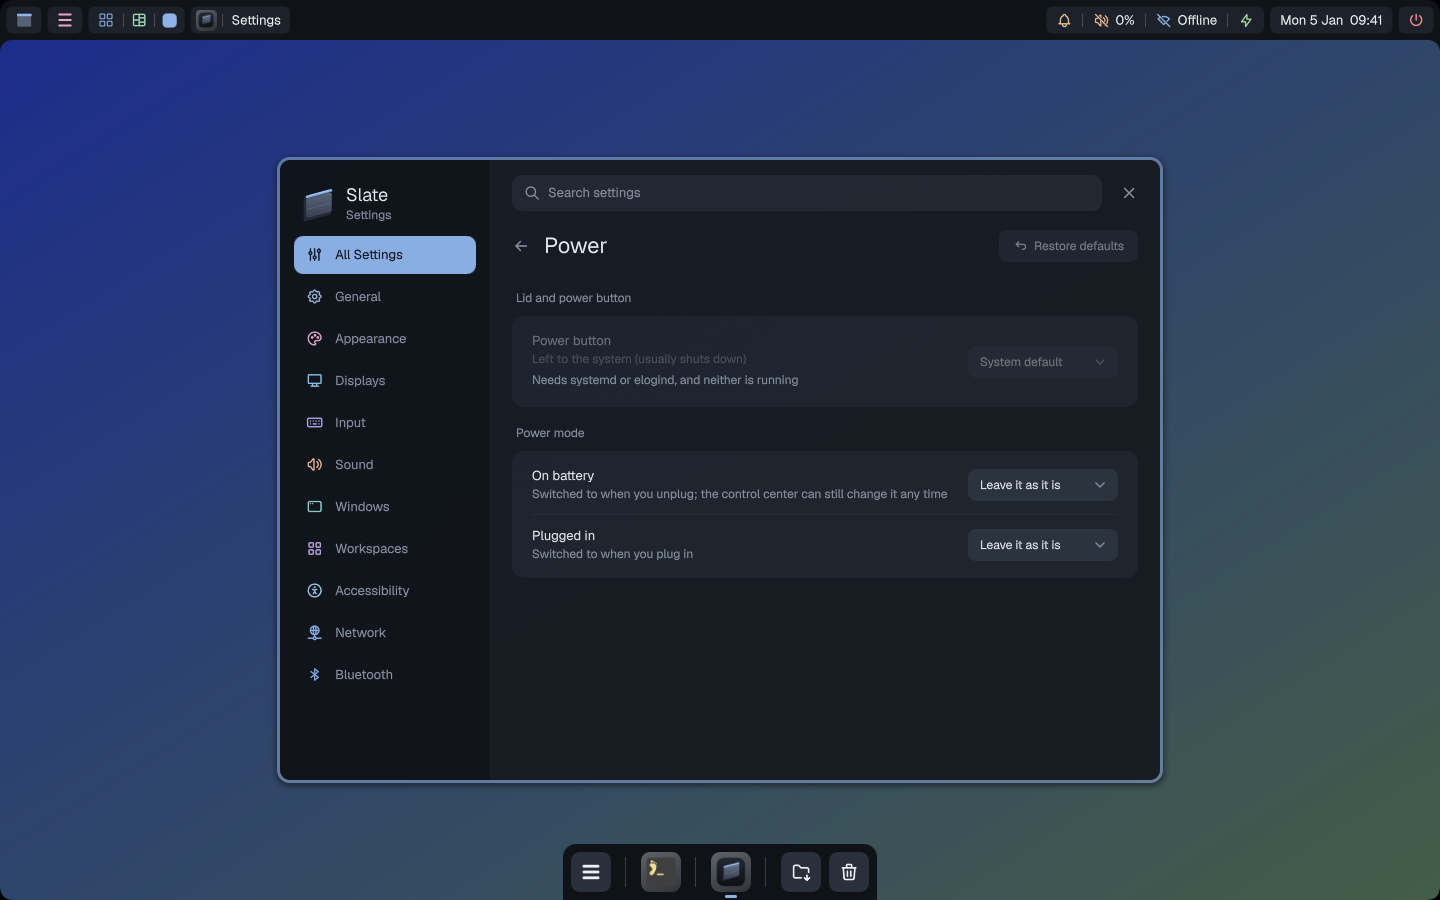 Settings
0%
Offline
Mon 5 Jan 09:41
Slate
Settings
Search settings
All Settings
General
Appearance
Displays
Input
Sound
Windows
Workspaces
Accessibility
Network
Bluetooth
Power
Restore defaults
Lid and power button
Power button
Left to the system (usually shuts down)
Needs systemd or elogind, and neither is running
System default
Power mode
On battery
Switched to when you unplug; the control center can still change it any time
Leave it as it is
Plugged in
Switched to when you plug in
Leave it as it is